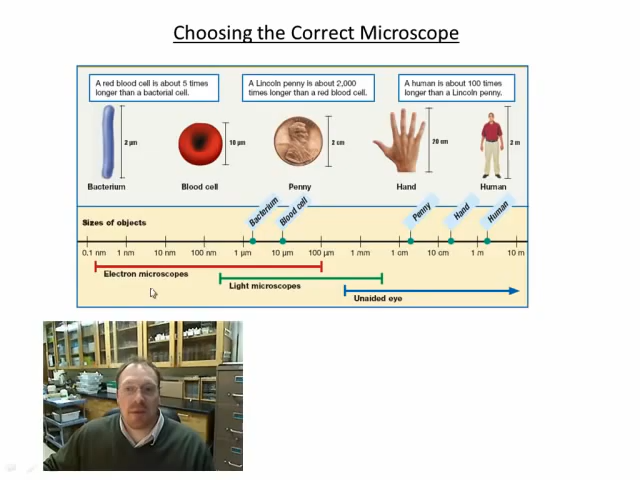 Choosing the Correct Microscope
A red blood cell is about 5 times
longer than a bacterial cell.
A Lincoln penny is about 2,000
times longer than a red blood cell.
A human is about 100 times
longer than a Lincoln penny.
2 µm
10 µm
2 cm
20 cm
2 m
Bacterium
Blood cell
Penny
Hand
Human
Sizes of objects
Bacterium
Blood cell
Penny
Hand
Human
0.1 nm 1 nm 10 nm 100 nm 1 µm 10 µm 100 µm 1 mm 1 cm 10 cm 1 m 10 m
Electron microscopes
Light microscopes
Unaided eye